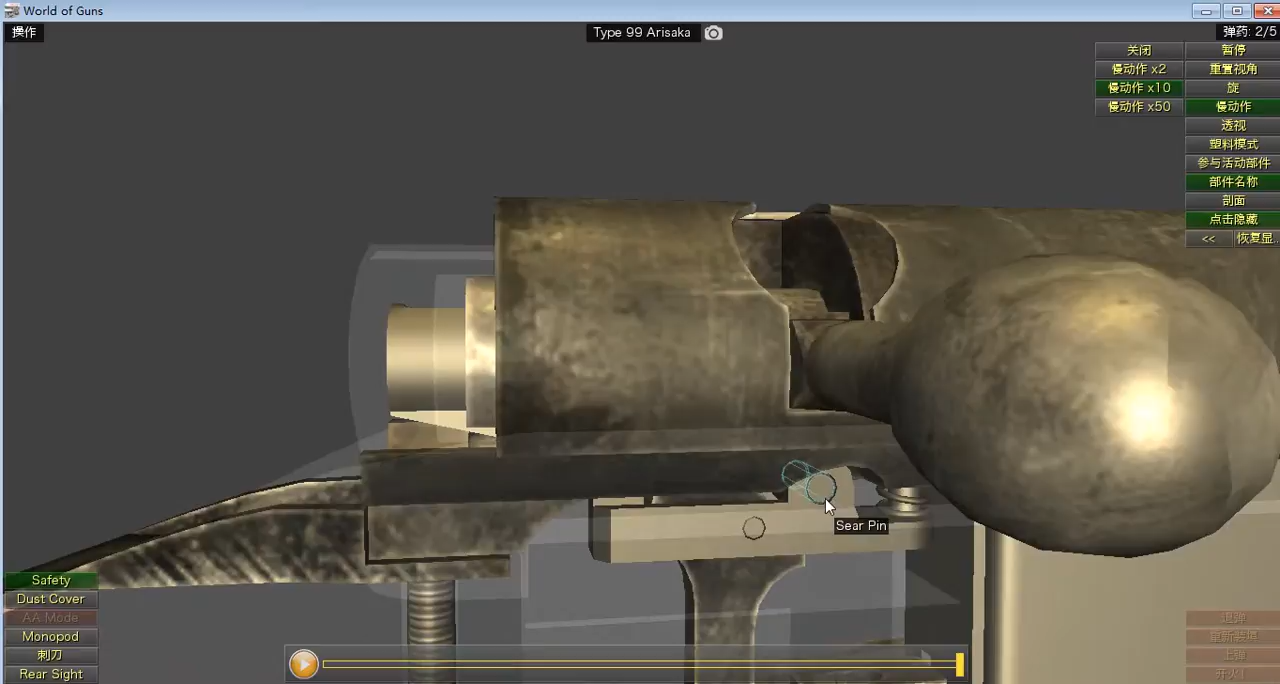 World of Guns
操作
Type 99 Arisaka
弹药: 2/5
关闭
暂停
慢动作 x2
重置视角
慢动作 x10
旋
慢动作 x50
慢动作
透视
塑料模式
参与活动部件
部件名称
剖面
点击隐藏
<<
恢复显..
Sear Pin
Safety
Dust Cover
AA Mode
Monopod
刺刀
Rear Sight
退弹
重新装填
上弹
开火!